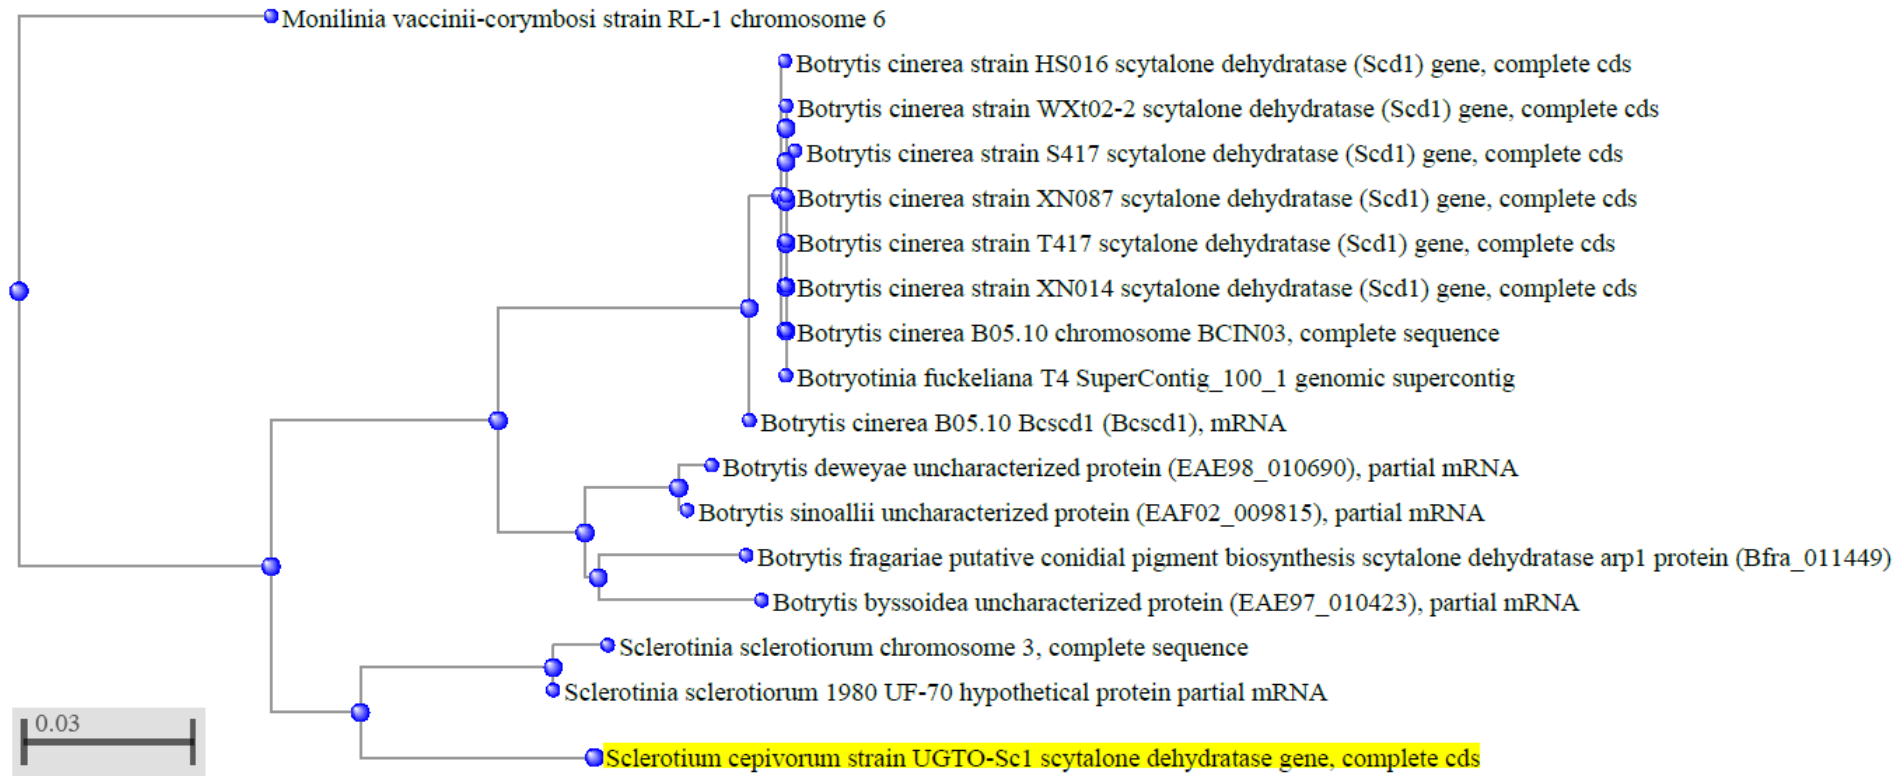 Monilinia vaccinii-corymbosi strain RL-1 chromosome 6
Botrytis cinerea strain HS016 scytalone dehydratase (Scd1) gene, complete cds
Botrytis cinerea strain WXt02-2 scytalone dehydratase (Scd1) gene, complete cds
Botrytis cinerea strain S417 scytalone dehydratase (Scd1) gene, complete cds
Botrytis cinerea strain XN087 scytalone dehydratase (Scd1) gene, complete cds
Botrytis cinerea strain T417 scytalone dehydratase (Scd1) gene, complete cds
Botrytis cinerea strain XN014 scytalone dehydratase (Scd1) gene, complete cds
Botrytis cinerea B05.10 chromosome BCIN03, complete sequence
Botryotinia fuckeliana T4 SuperContig_100_1 genomic supercontig
Botrytis cinerea B05.10 Bcscd1 (Bcscd1), mRNA
Botrytis deweyae uncharacterized protein (EAE98_010690), partial mRNA
Botrytis sinoallii uncharacterized protein (EAF02_009815), partial mRNA
Botrytis fragariae putative conidial pigment biosynthesis scytalone dehydratase arp1 protein (Bfra_011449)
Botrytis byssoidea uncharacterized protein (EAE97_010423), partial mRNA
Sclerotinia sclerotiorum chromosome 3, complete sequence
Sclerotinia sclerotiorum 1980 UF-70 hypothetical protein partial mRNA
0.03
Sclerotium cepivorum strain UGTO-Sc1 scytalone dehydratase gene, complete cds